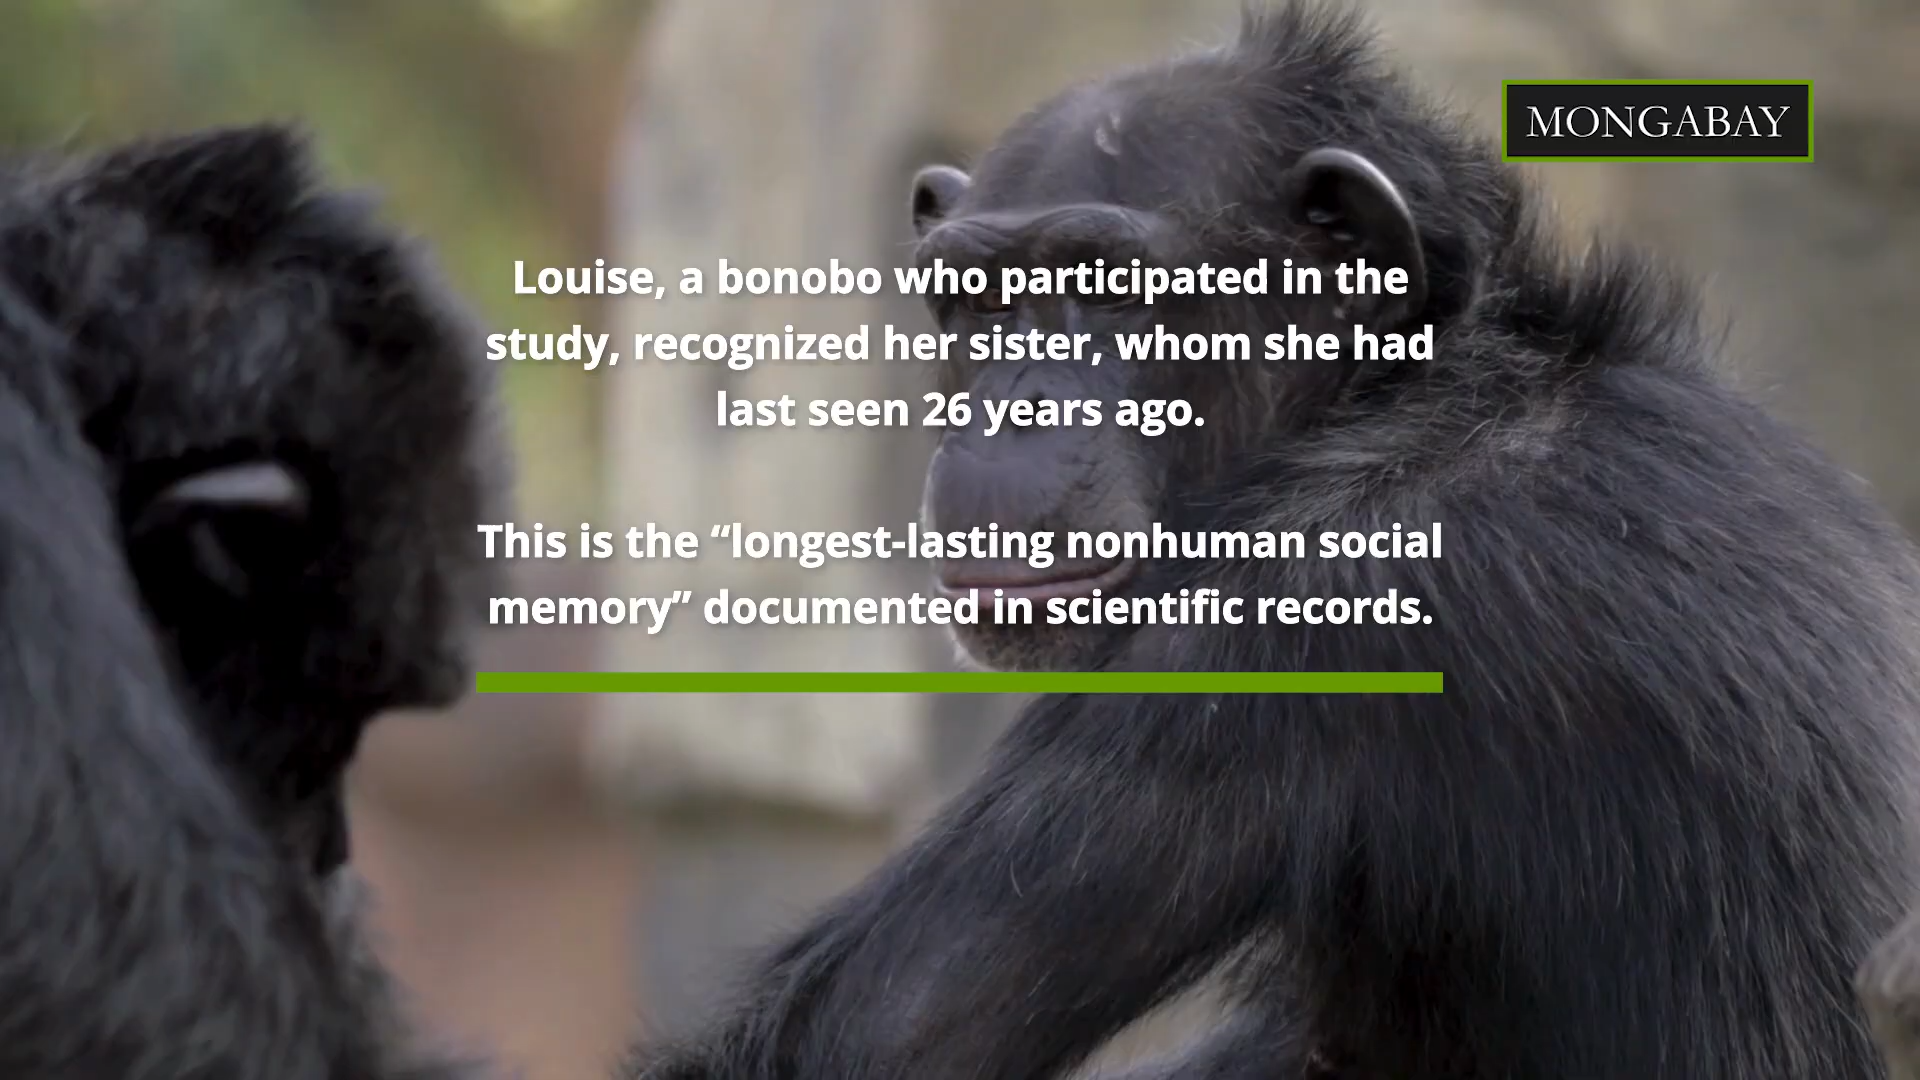 MONGABAY
Louise, a bonobo who participated in the
study, recognized her sister, whom she had
last seen 26 years ago.
This is the “longest-lasting nonhuman social
memory” documented in scientific records.